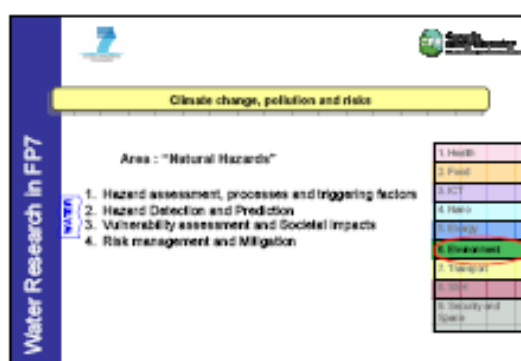 Climate change, pollution and risks
Area : "Natural Hazards"
WATER
1. Hazard assessment, processes and triggering factors
2. Hazard Detection and Prediction
3. Vulnerability assessment and Societal Impacts
4. Risk management and Mitigation
Water Research in FP7
1. Health
2. Food
3. ICT
4. Nano
5. Energy
6. Environment
7. Transport
9. Security and
Space